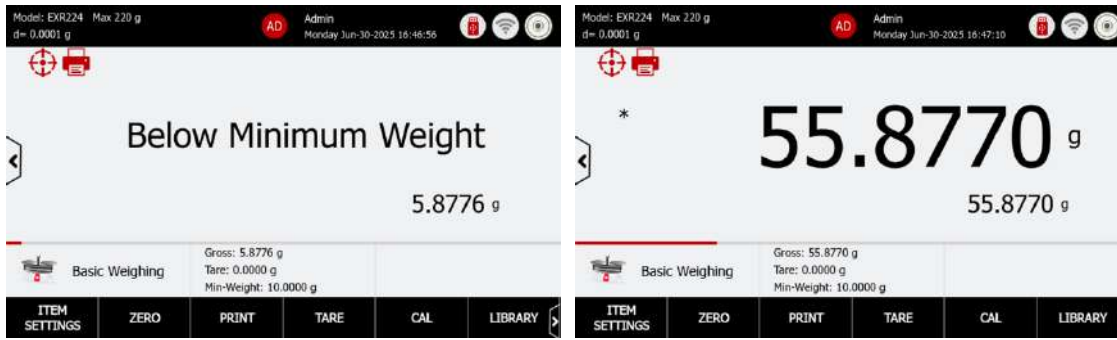 Model: EXR224 Max 220 g
d= 0.0001 g
AD
Admin
Monday Jun-30-2025 16:46:56
Below Minimum Weight
5.8776 g
Basic Weighing
Gross: 5.8776 g
Tare: 0.0000 g
Min-Weight: 10.0000 g
ITEM
SETTINGS
ZERO
PRINT
TARE
CAL
LIBRARY
Model: EXR224 Max 220 g
d= 0.0001 g
AD
Admin
Monday Jun-30-2025 16:47:10
*
55.8770 g
55.8770 g
Basic Weighing
Gross: 55.8770 g
Tare: 0.0000 g
Min-Weight: 10.0000 g
ITEM
SETTINGS
ZERO
PRINT
TARE
CAL
LIBRARY